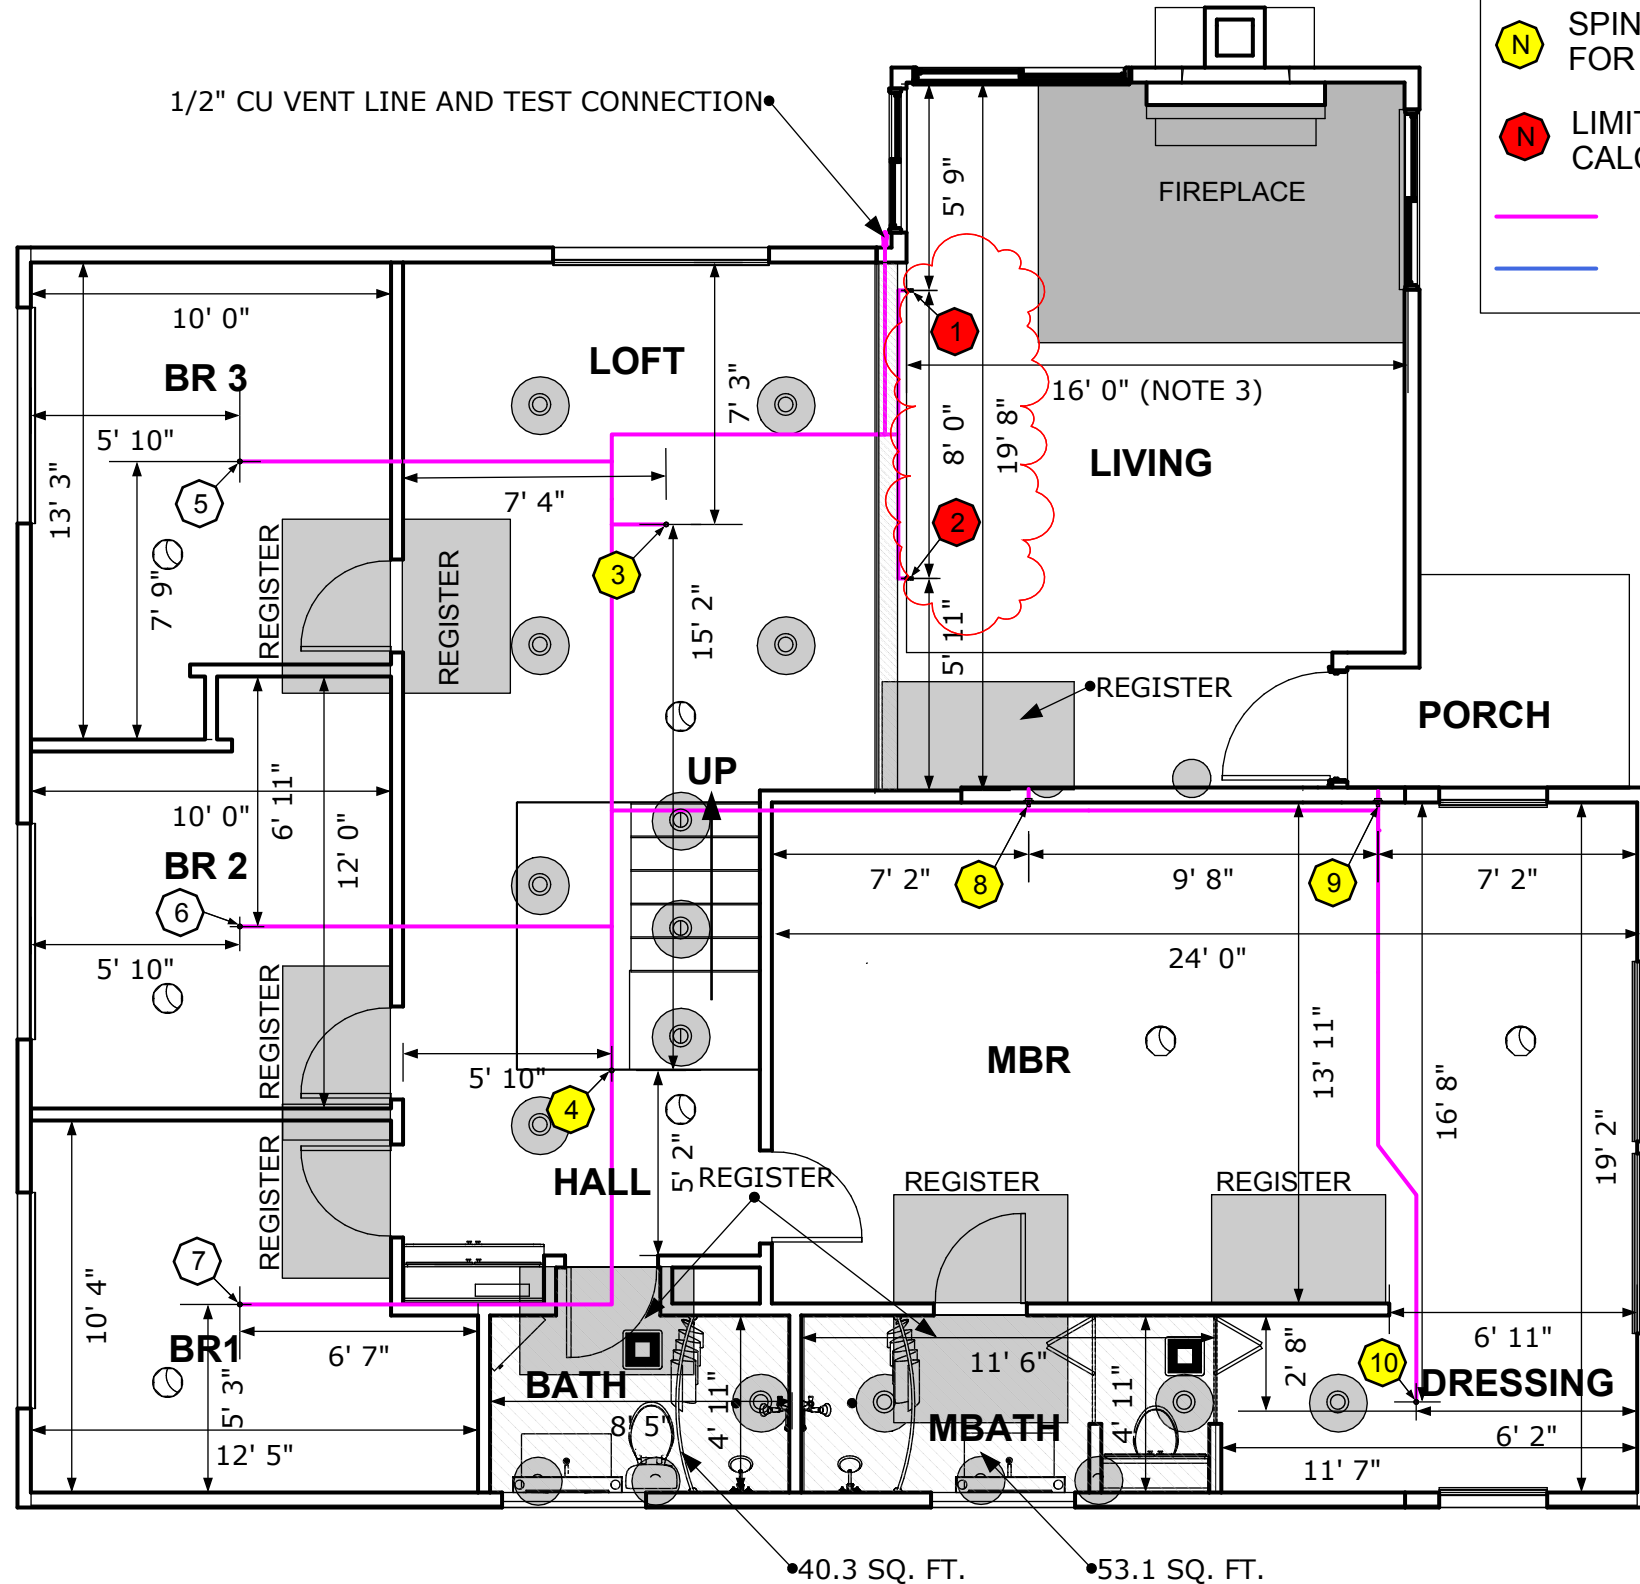 N
SPIN
FOR
N
LIMIT
CALC
1/2" CU VENT LINE AND TEST CONNECTION
FIREPLACE
5' 9"
10' 0"
BR 3
5' 10"
13' 3"
7' 9"
5
REGISTER
REGISTER
LOFT
7' 3"
7' 4"
3
15' 2"
1
16' 0" (NOTE 3)
8' 0"
19' 8"
LIVING
2
5' 11"
REGISTER
PORCH
UP
10' 0"
6' 11"
12' 0"
BR 2
6
5' 10"
REGISTER
5' 10"
4
5' 2"
HALL
REGISTER
7' 2"
8
9' 8"
9
7' 2"
24' 0"
MBR
13' 11"
16' 8"
19' 2"
REGISTER
REGISTER
REGISTER
7
10' 4"
BR1
6' 7"
5' 3"
12' 5"
BATH
8' 5"
4' 11"
11' 6"
MBATH
4' 11"
2' 8"
10
6' 11"
DRESSING
6' 2"
11' 7"
40.3 SQ. FT.
53.1 SQ. FT.